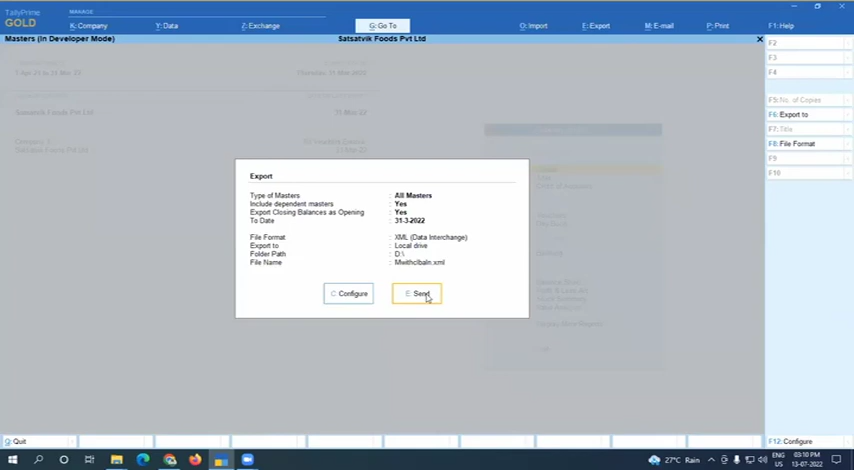 TallyPrime
GOLD
MANAGE
K: Company
Y: Data
Z: Exchange
G: Go To
O: Import
E: Export
M: E-mail
P: Print
F1: Help
Masters (In Developer Mode)
Satsatvik Foods Pvt Ltd
F2
F3
F4
F5: No. of Copies
F6: Export to
F7: Title
F8: File Format
F9
F10
Export
Type of Masters : All Masters
Include dependent masters : Yes
Export Closing Balances as Opening : Yes
To Date : 31-3-2022
File Format : XML (Data Interchange)
Export to : Local drive
Folder Path : D:\
File Name : Mwithclbaln.xml
C: Configure
E: Send
Q: Quit
F12: Configure
27°C Rain
ENG
US
03:10 PM
13-07-2022